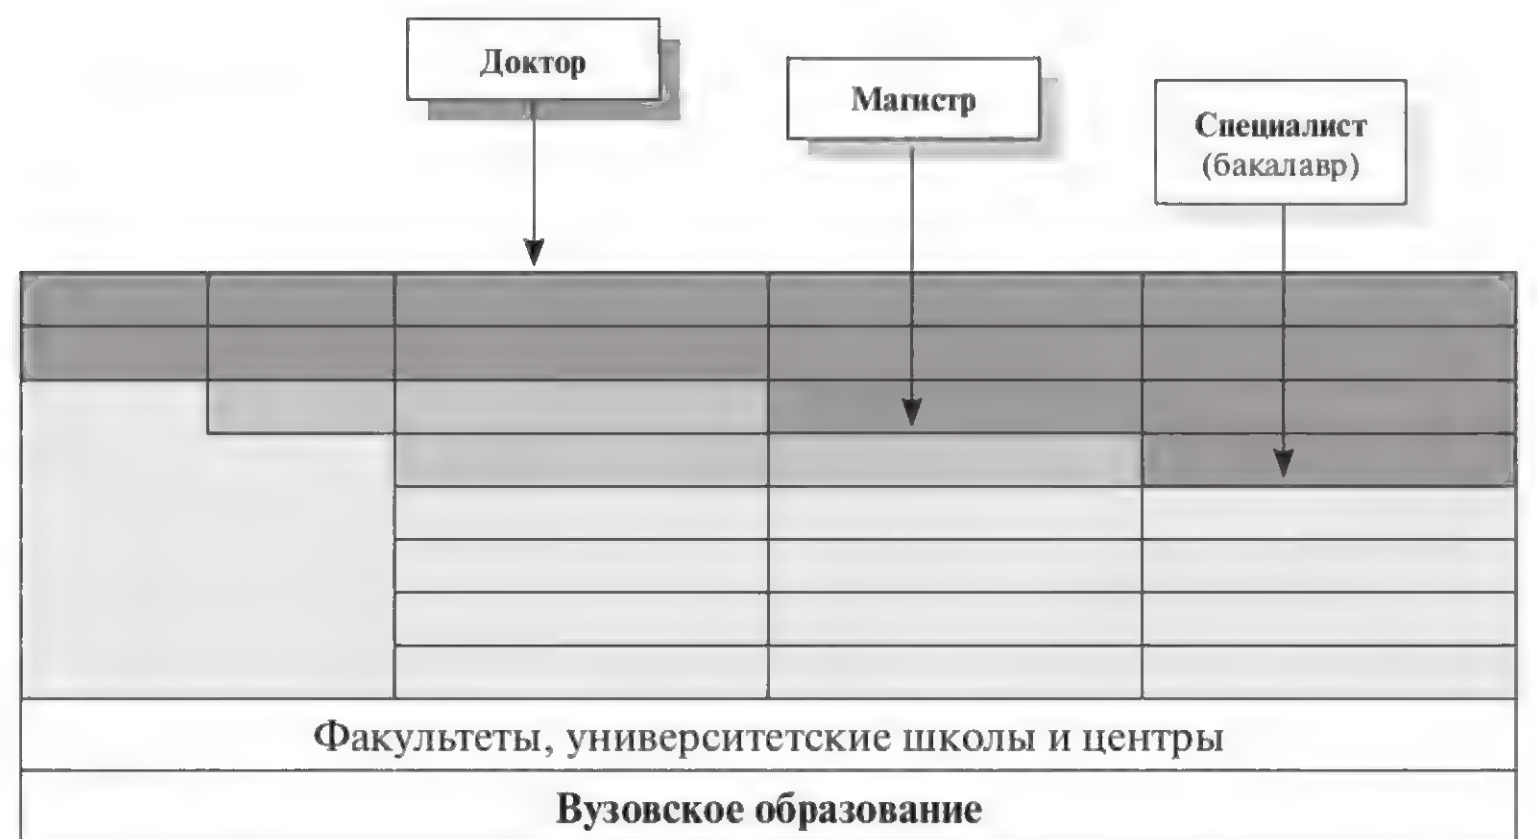 Доктор
Магистр
Специалист
(бакалавр)
Факультеты, университетские школы и центры
Вузовское образование